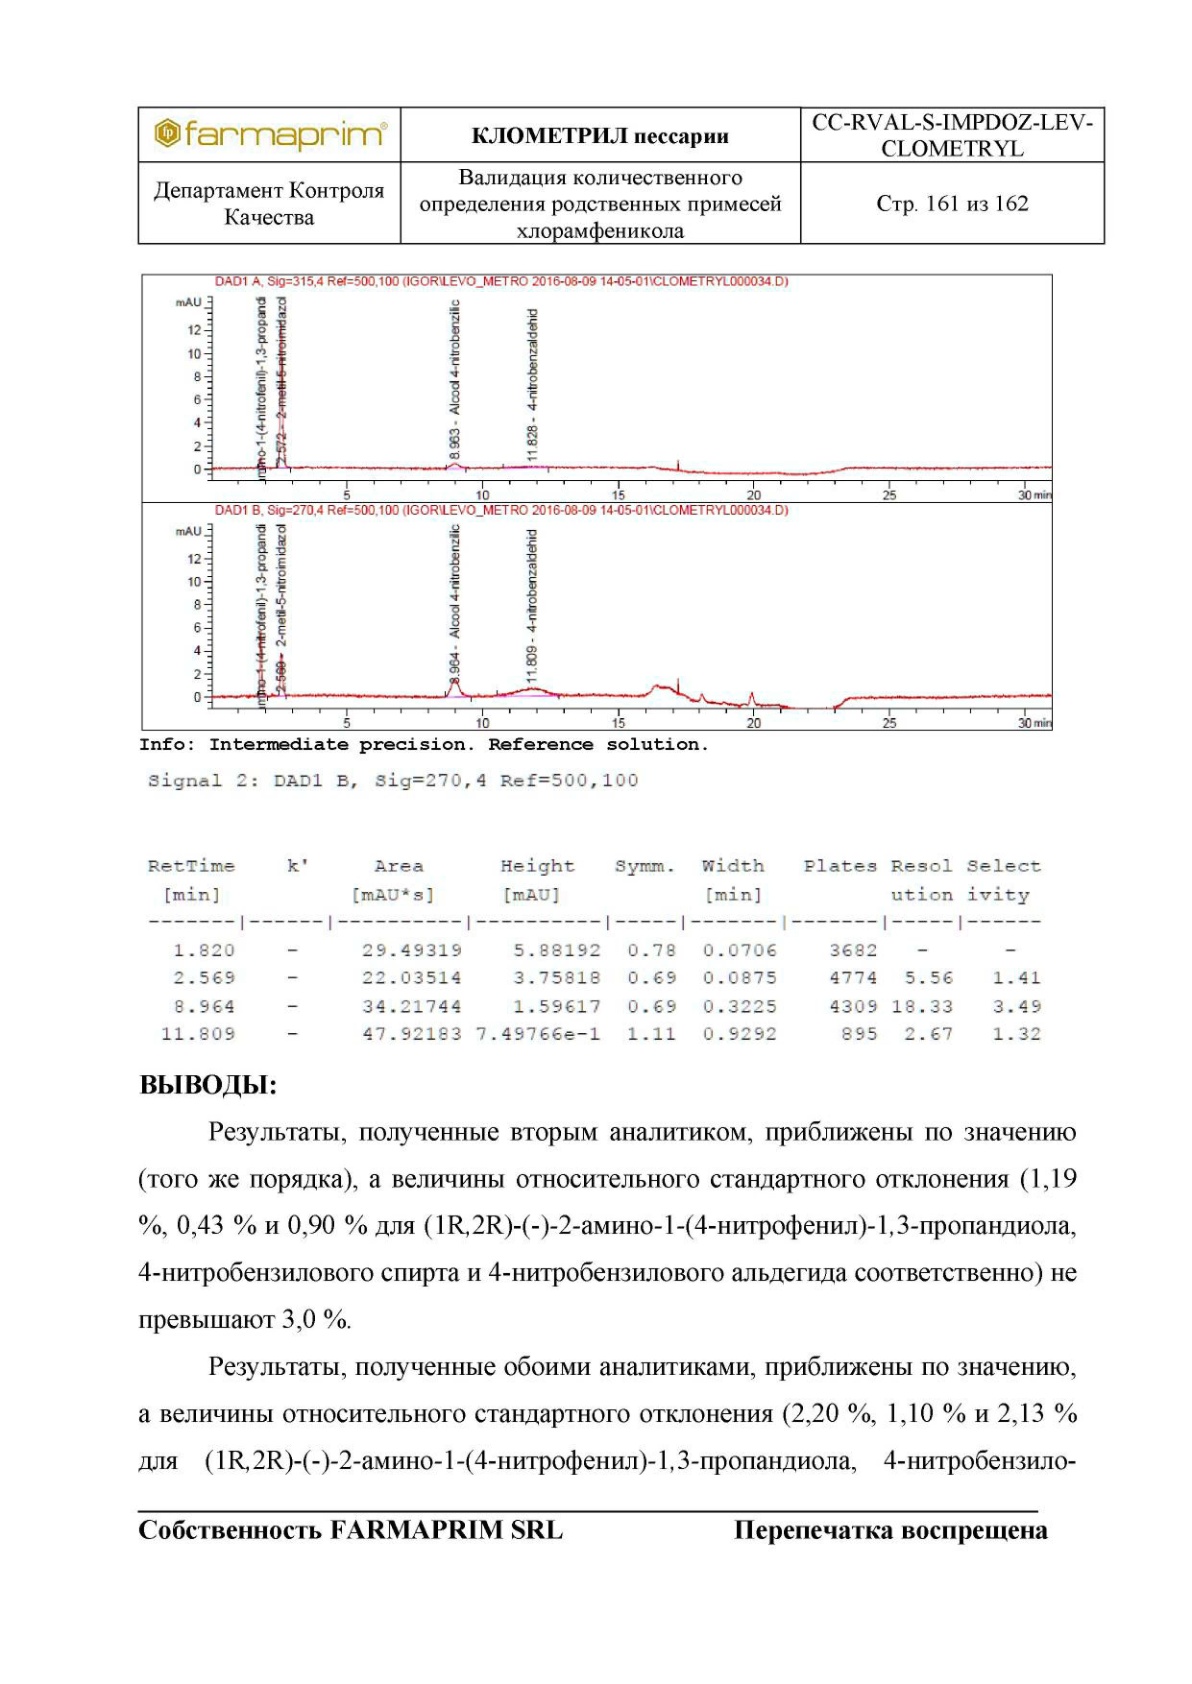 farmaprim®
КЛОМЕТРИЛ пессарии
CC-RVAL-S-IMPDOZ-LEV-
CLOMETRYL
Департамент Контроля
Качества
Валидация количественного
определения родственных примесей
хлорамфеникола
Стр. 161 из 162
DAD1 A, Sig=315,4 Ref=500,100 (IGOR\LEVO_METRO 2016-08-09 14-05-01\CLOMETRYL000034.D)
mAU
12
10
8
6
4
2
0
mino-1-(4-nitrofenil)-1,3-propandi
2.572 - 2-metil-5-nitroimidazol
8.963 - Alcool 4-nitrobenzilic
11.828 - 4-nitrobenzaldehid
5 10 15 20 25 30 min
DAD1 B, Sig=270,4 Ref=500,100 (IGOR\LEVO_METRO 2016-08-09 14-05-01\CLOMETRYL000034.D)
mAU
12
10
8
6
4
2
0
mino-1-(4-nitrofenil)-1,3-propandi
2.569 - 2-metil-5-nitroimidazol
8.964 - Alcool 4-nitrobenzilic
11.809 - 4-nitrobenzaldehid
5 10 15 20 25 30 min
Info: Intermediate precision. Reference solution.
Signal 2: DAD1 B, Sig=270,4 Ref=500,100
RetTime k' Area Height Symm. Width Plates Resol Select
[min] [mAU*s] [mAU] [min] ution ivity
-------|------|----------|----------|-----|-------|-------|-----|------
1.820 - 29.49319 5.88192 0.78 0.0706 3682 - -
2.569 - 22.03514 3.75818 0.69 0.0875 4774 5.56 1.41
8.964 - 34.21744 1.59617 0.69 0.3225 4309 18.33 3.49
11.809 - 47.92183 7.49766e-1 1.11 0.9292 895 2.67 1.32
ВЫВОДЫ:
Результаты, полученные вторым аналитиком, приближены по значению
(того же порядка), а величины относительного стандартного отклонения (1,19
%, 0,43 % и 0,90 % для (1R,2R)-(-)-2-амино-1-(4-нитрофенил)-1,3-пропандиола,
4-нитробензилового спирта и 4-нитробензилового альдегида соответственно) не
превышают 3,0 %.
Результаты, полученные обоими аналитиками, приближены по значению,
а величины относительного стандартного отклонения (2,20 %, 1,10 % и 2,13 %
для (1R,2R)-(-)-2-амино-1-(4-нитрофенил)-1,3-пропандиола, 4-нитробензило-
Собственность FARMAPRIM SRL Перепечатка воспрещена